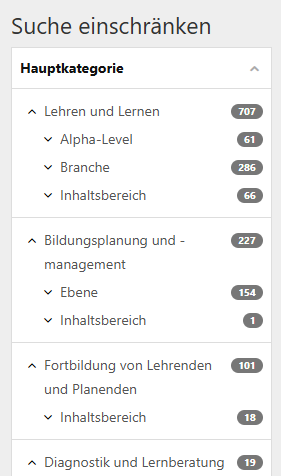 Suche einschränken
Hauptkategorie
Lehren und Lernen 707
Alpha-Level 61
Branche 286
Inhaltsbereich 66
Bildungsplanung und - 227
management
Ebene 154
Inhaltsbereich 1
Fortbildung von Lehrenden 101
und Planenden
Inhaltsbereich 18
Diagnostik und Lernberatung 19